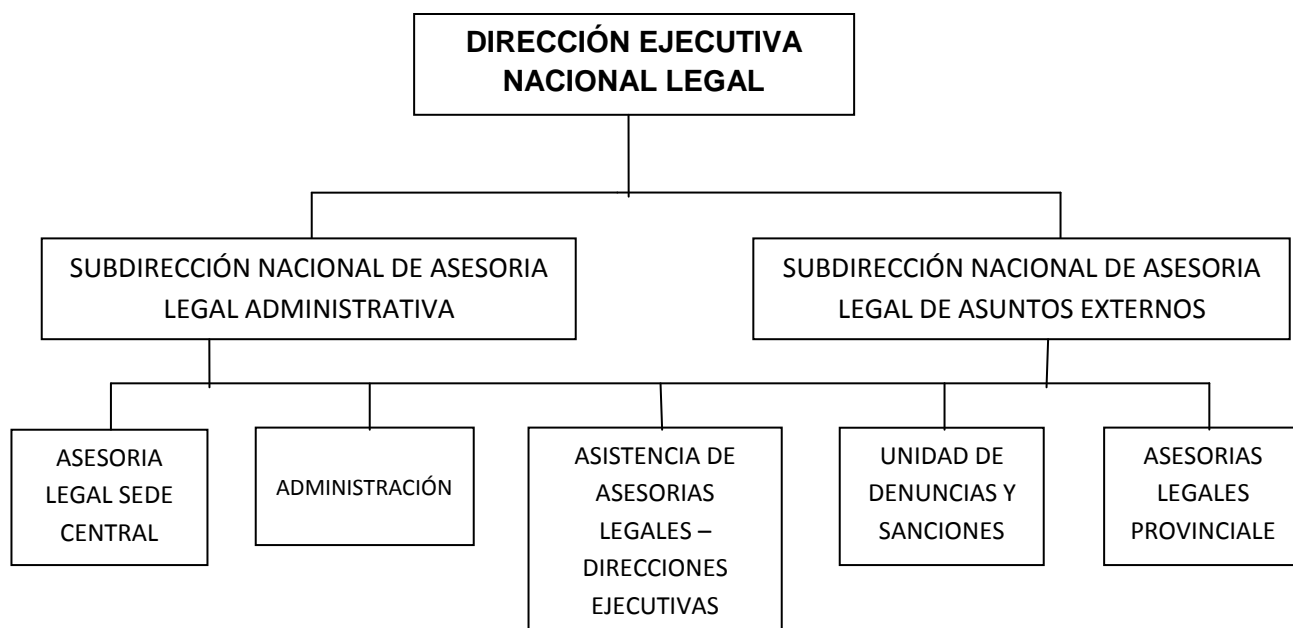 DIRECCIÓN EJECUTIVA
NACIONAL LEGAL
SUBDIRECCIÓN NACIONAL DE ASESORIA
LEGAL ADMINISTRATIVA
SUBDIRECCIÓN NACIONAL DE ASESORIA
LEGAL DE ASUNTOS EXTERNOS
ASESORIA
LEGAL SEDE
CENTRAL
ADMINISTRACIÓN
ASISTENCIA DE
ASESORIAS
LEGALES –
DIRECCIONES
EJECUTIVAS
UNIDAD DE
DENUNCIAS Y
SANCIONES
ASESORIAS
LEGALES
PROVINCIALE